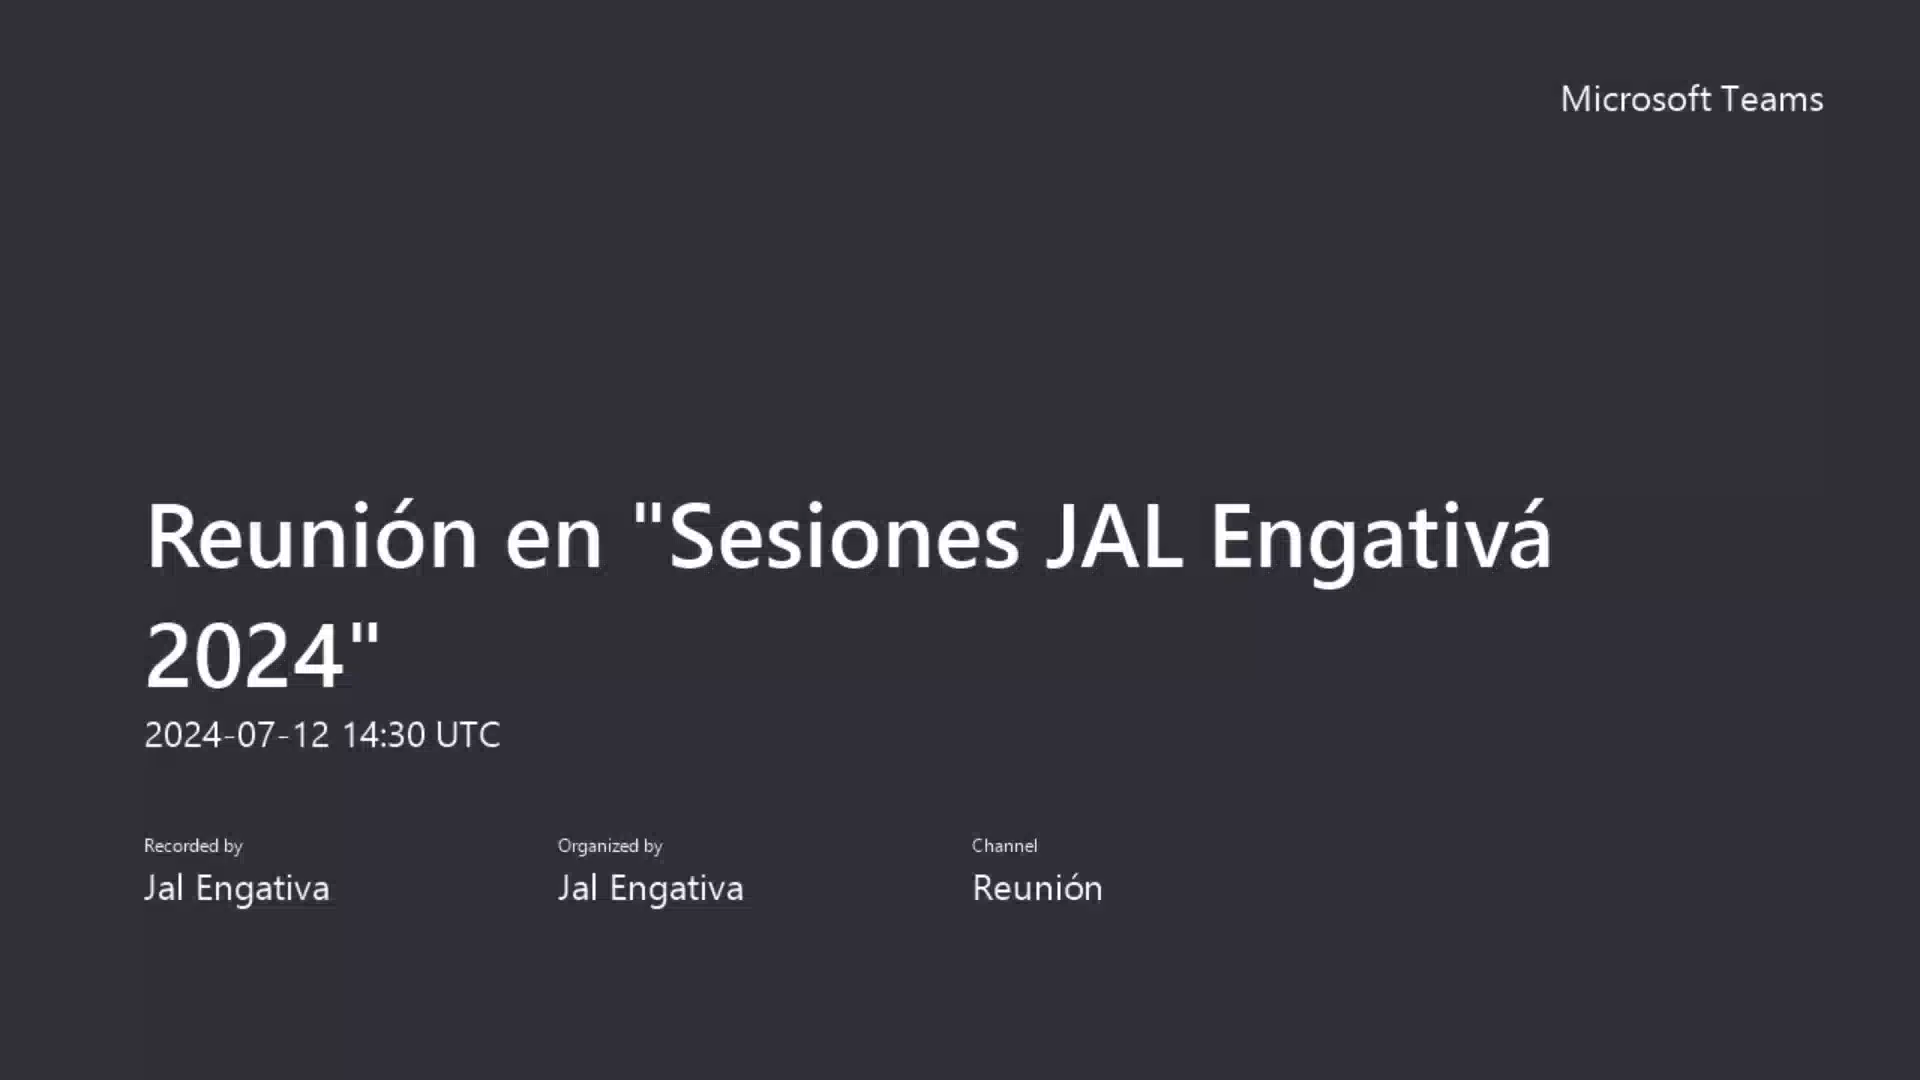 Microsoft Teams
Reunión en "Sesiones JAL Engativá
2024"
2024-07-12 14:30 UTC
Recorded by
Jal Engativa
Organized by
Jal Engativa
Channel
Reunión